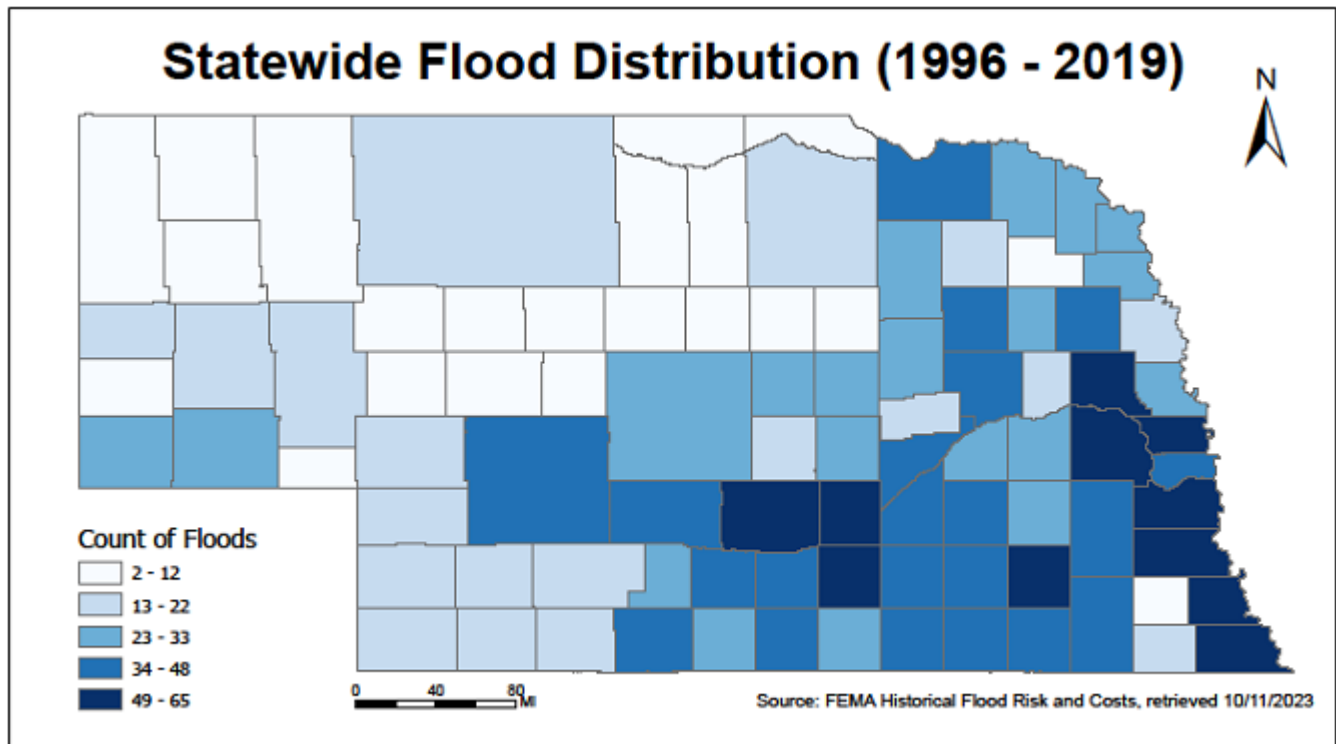 Statewide Flood Distribution (1996 - 2019)
N
Count of Floods
2 - 12
13 - 22
23 - 33
34 - 48
49 - 65
0 40 80
MI
Source: FEMA Historical Flood Risk and Costs, retrieved 10/11/2023